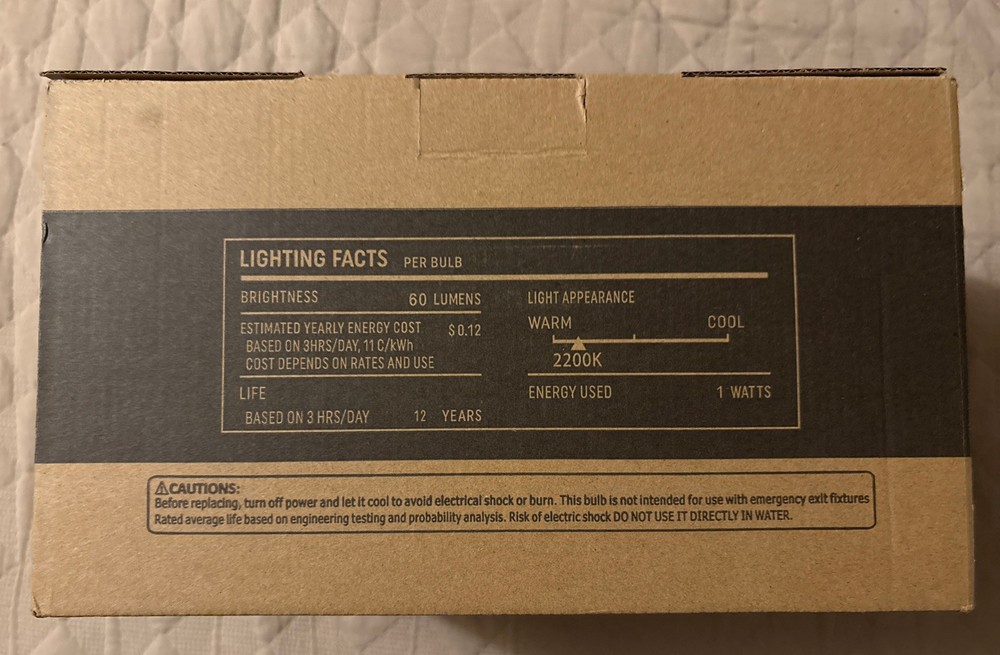 LIGHTING FACTS PER BULB
BRIGHTNESS 60 LUMENS
ESTIMATED YEARLY ENERGY COST $0.12
BASED ON 3HRS/DAY, 11 C/kWh
COST DEPENDS ON RATES AND USE
LIFE
BASED ON 3 HRS/DAY 12 YEARS
LIGHT APPEARANCE
WARM COOL
2200K
ENERGY USED 1 WATTS
⚠CAUTIONS:
Before replacing, turn off power and let it cool to avoid electrical shock or burn. This bulb is not intended for use with emergency exit fixtures
Rated average life based on engineering testing and probability analysis. Risk of electric shock DO NOT USE IT DIRECTLY IN WATER.